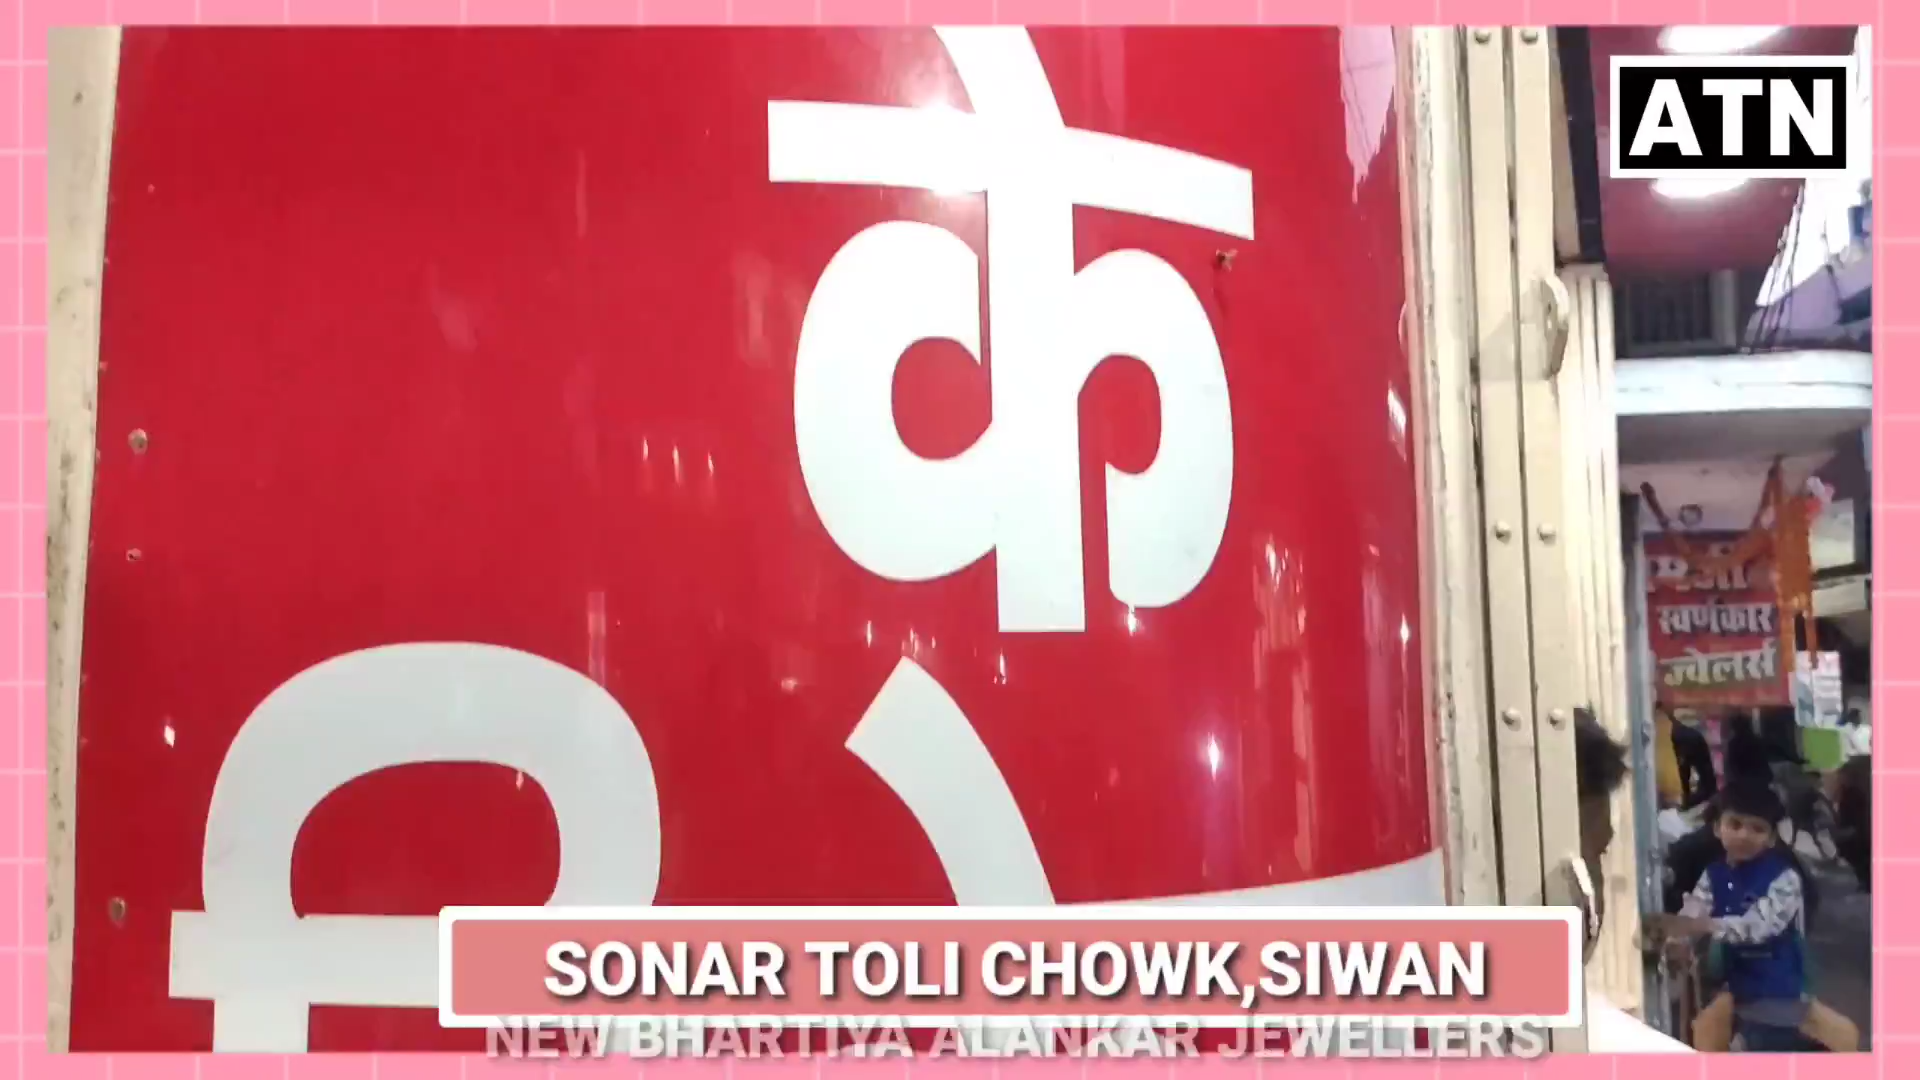 ATN
के
स्वर्णकार
ज्वेलर्स
SONAR TOLI CHOWK,SIWAN
NEW BHARTIYA ALANKAR JEWELLERS